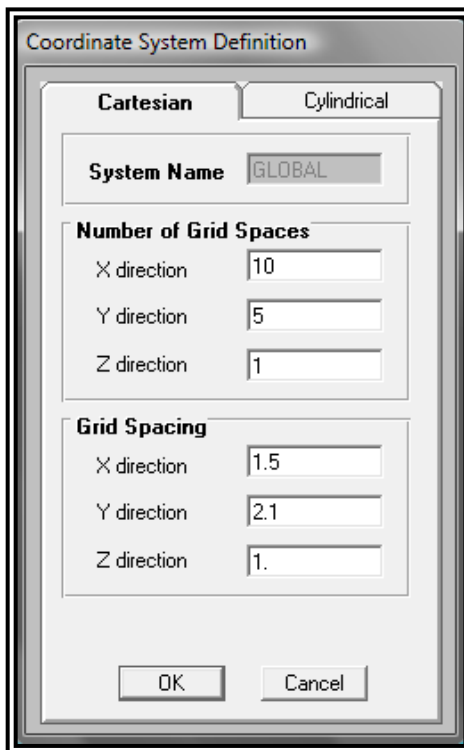 Coordinate System Definition
Cartesian Cylindrical
System Name GLOBAL
Number of Grid Spaces
X direction 10
Y direction 5
Z direction 1
Grid Spacing
X direction 1.5
Y direction 2.1
Z direction 1.
OK Cancel